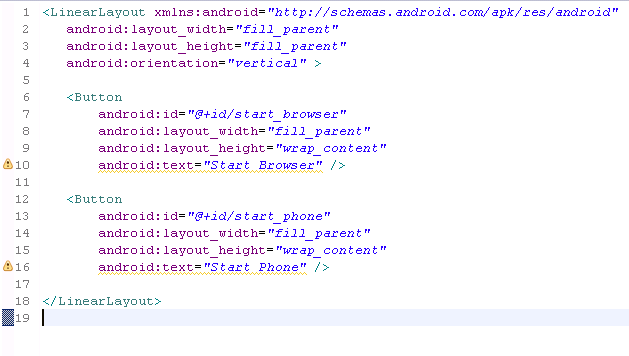 1 <LinearLayout xmlns:android="http://schemas.android.com/apk/res/android"
2 android:layout_width="fill_parent"
3 android:layout_height="fill_parent"
4 android:orientation="vertical" >
5
6 <Button
7 android:id="@+id/start_browser"
8 android:layout_width="fill_parent"
9 android:layout_height="wrap_content"
10 android:text="Start Browser" />
11
12 <Button
13 android:id="@+id/start_phone"
14 android:layout_width="fill_parent"
15 android:layout_height="wrap_content"
16 android:text="Start Phone" />
17
18 </LinearLayout>
19